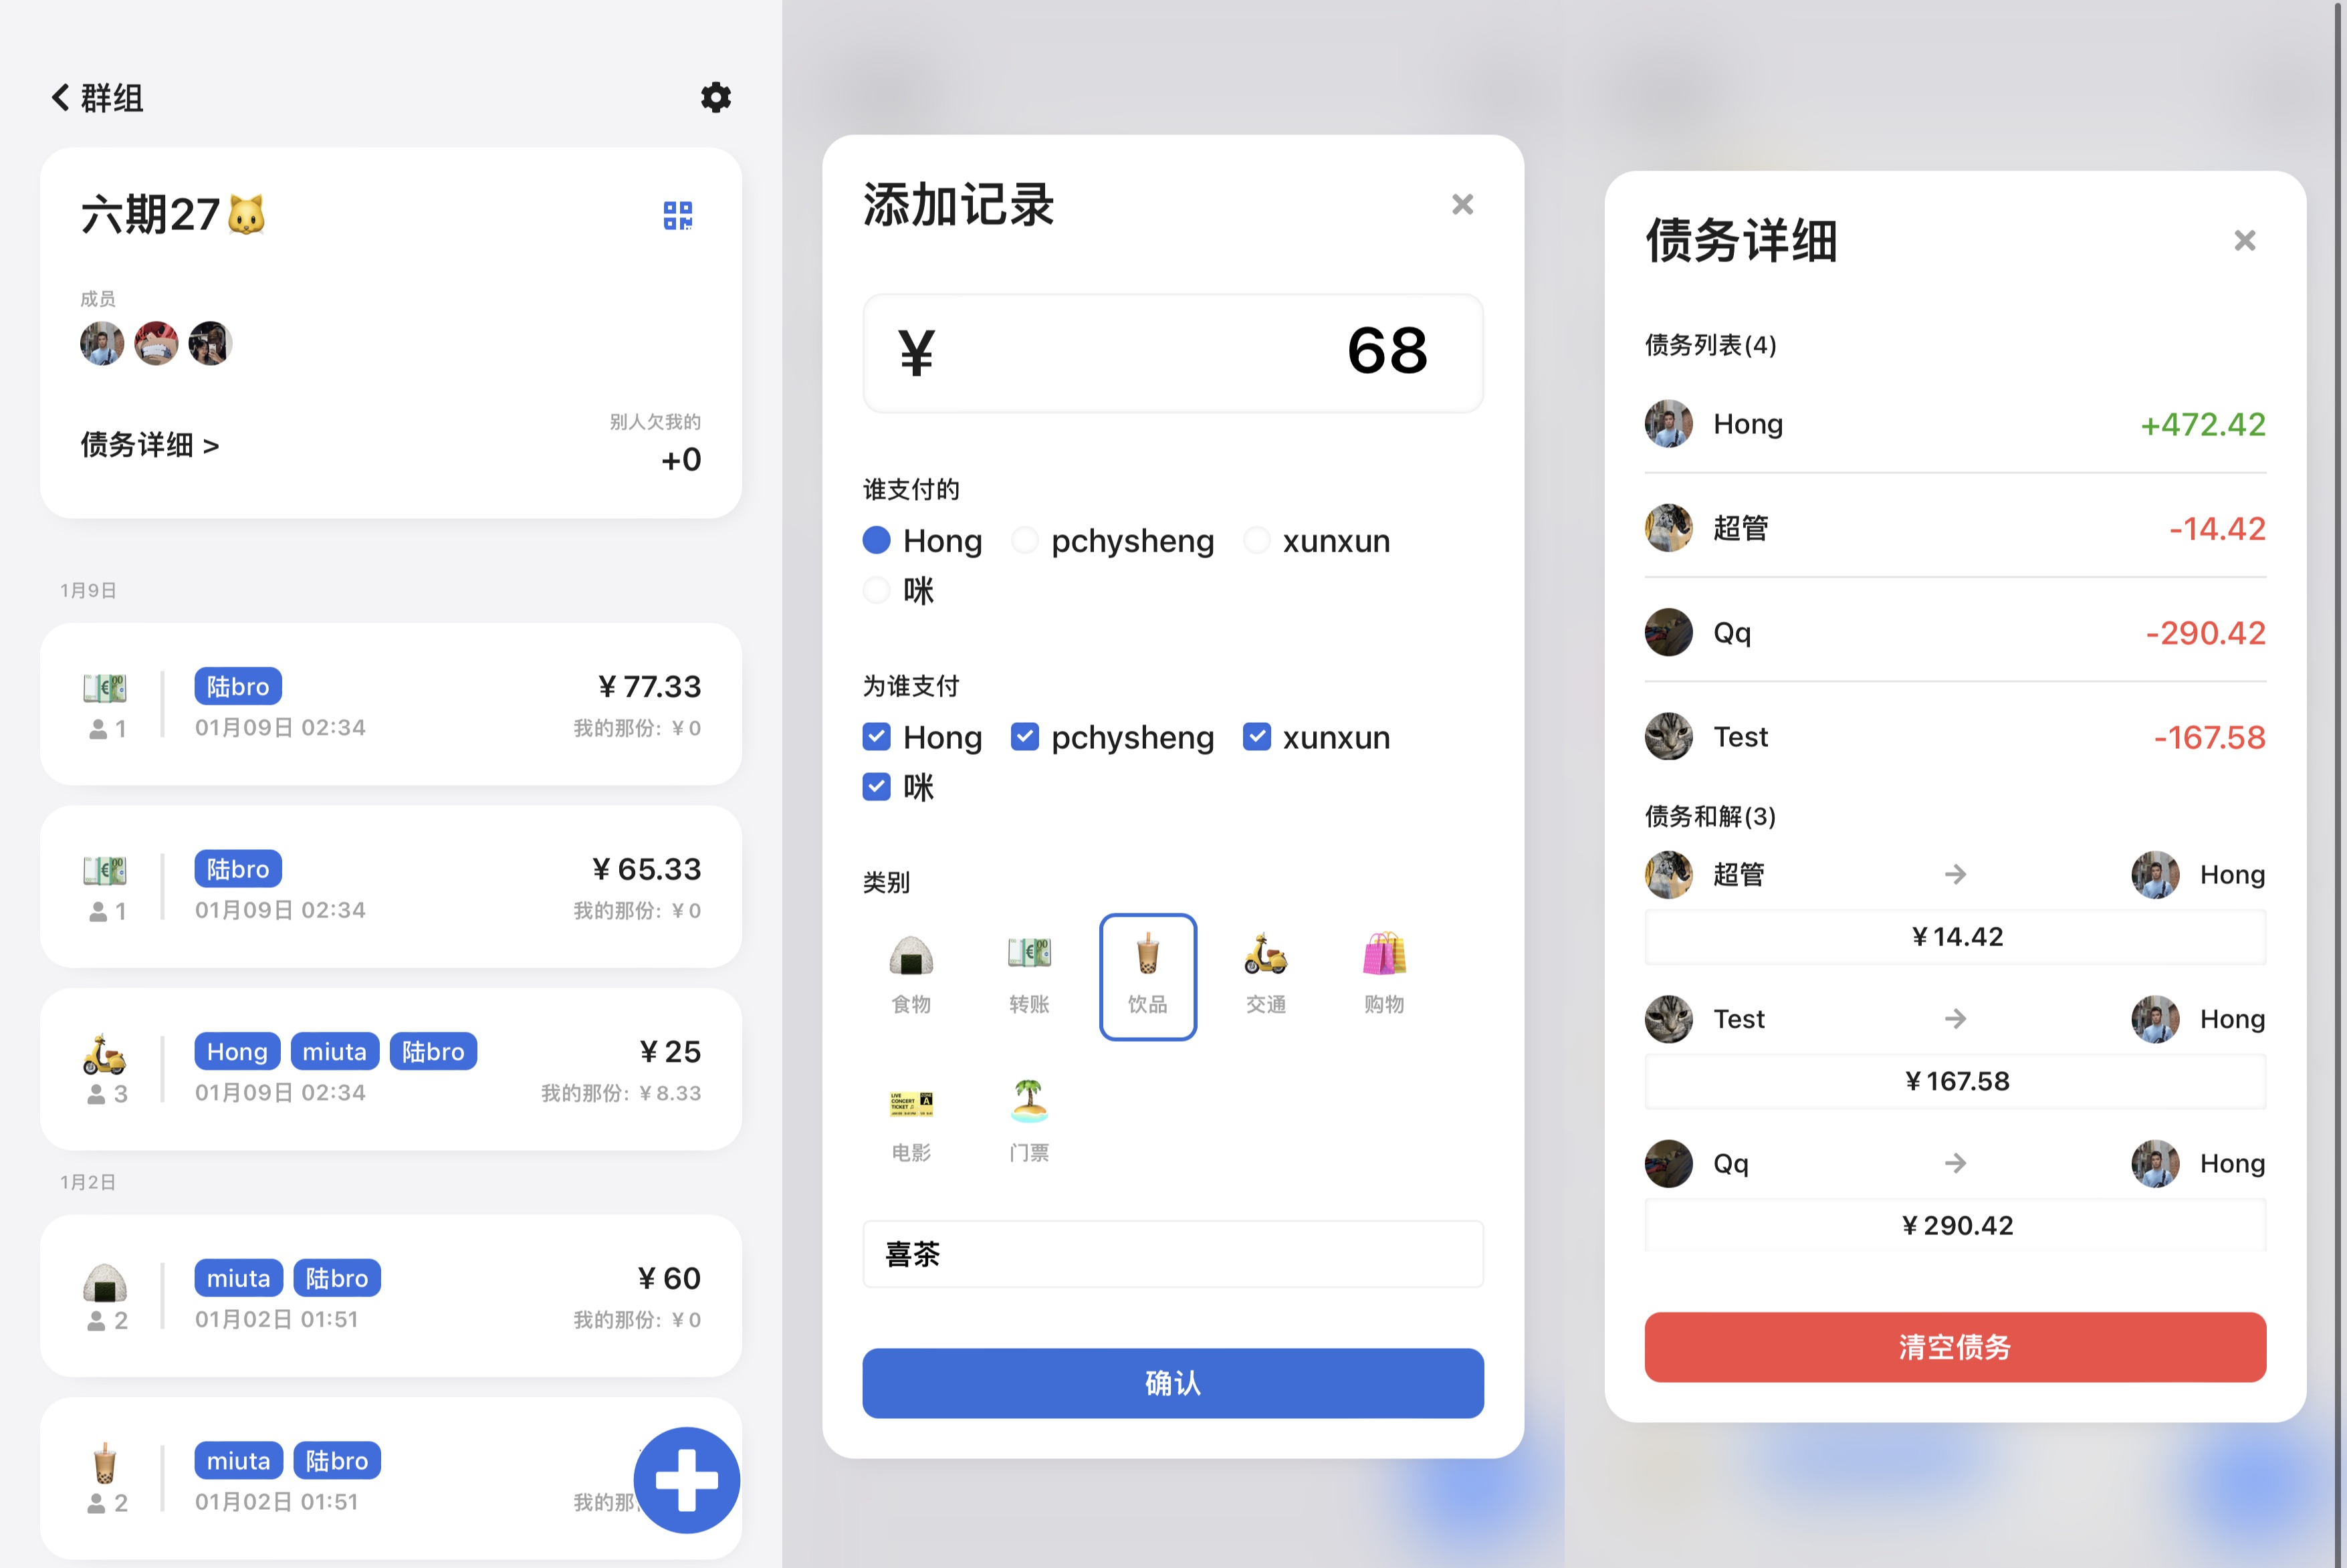 群组
六期27
成员
别人欠我的
债务详细 >
+0
1月9日
陆bro
¥ 77.33
1
01月09日 02:34
我的那份: ¥ 0
陆bro
¥ 65.33
1
01月09日 02:34
我的那份: ¥ 0
Hong miuta 陆bro
¥ 25
3
01月09日 02:34
我的那份: ¥ 8.33
1月2日
miuta 陆bro
¥ 60
2
01月02日 01:51
我的那份: ¥ 0
miuta 陆bro
2
01月02日 01:51
我的那
添加记录
¥ 68
谁支付的
Hong pchysheng xunxun
咪
为谁支付
Hong pchysheng xunxun
咪
类别
食物 转账 饮品 交通 购物
电影 门票
喜茶
确认
债务详细
债务列表(4)
Hong +472.42
超管 -14.42
Qq -290.42
Test -167.58
债务和解(3)
超管 → Hong
¥ 14.42
Test → Hong
¥ 167.58
Qq → Hong
¥ 290.42
清空债务